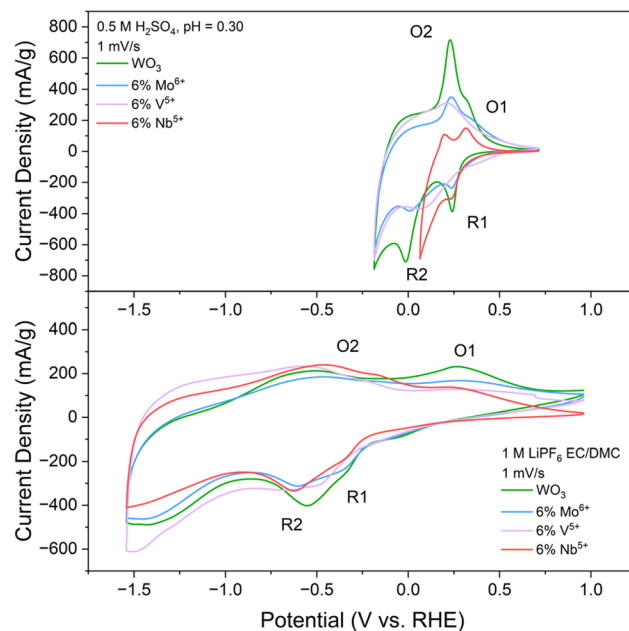 800
600
400
200
0
−200
−400
−600
−800
Current Density (mA/g)
0.5 M H₂SO₄, pH = 0.30
1 mV/s
WO₃
6% Mo⁶⁺
6% V⁵⁺
6% Nb⁵⁺
O2
O1
R1
R2
−1.5
−1.0
−0.5
0.0
0.5
1.0
400
200
0
−200
−400
−600
Current Density (mA/g)
O2
O1
R1
R2
1 M LiPF₆ EC/DMC
1 mV/s
WO₃
6% Mo⁶⁺
6% V⁵⁺
6% Nb⁵⁺
−1.5
−1.0
−0.5
0.0
0.5
1.0
Potential (V vs. RHE)